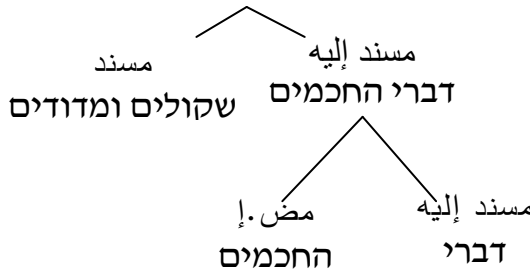 مسند إليه
דברי החכמים
مسند
שקולים ומדודים
مسند إليه
דברי
مض.إ
החכמים